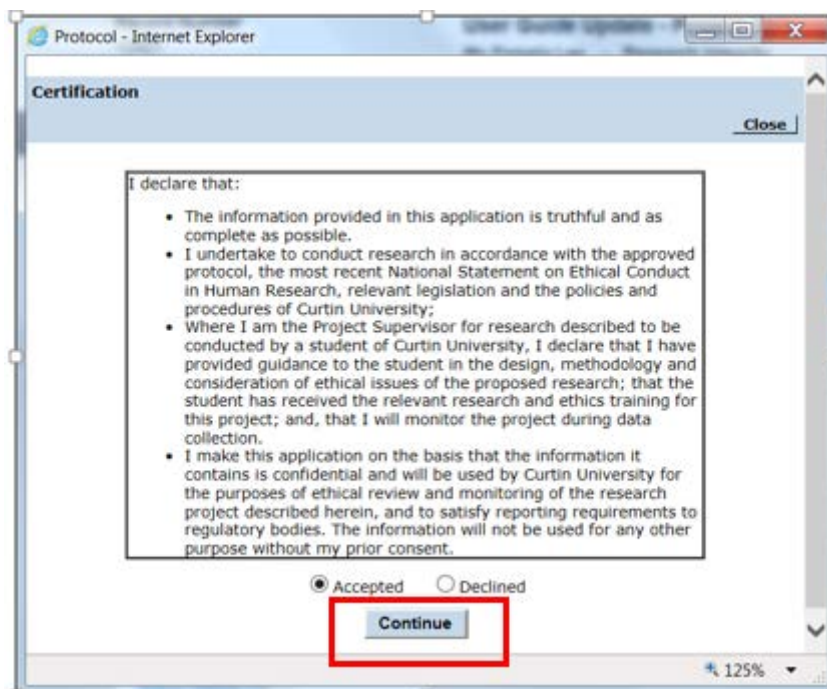 User Guide Update -
Protocol - Internet Explorer
Certification
Close
I declare that:
• The information provided in this application is truthful and as
complete as possible.
• I undertake to conduct research in accordance with the approved
protocol, the most recent National Statement on Ethical Conduct
in Human Research, relevant legislation and the policies and
procedures of Curtin University;
• Where I am the Project Supervisor for research described to be
conducted by a student of Curtin University, I declare that I have
provided guidance to the student in the design, methodology and
consideration of ethical issues of the proposed research; that the
student has received the relevant research and ethics training for
this project; and, that I will monitor the project during data
collection.
• I make this application on the basis that the information it
contains is confidential and will be used by Curtin University for
the purposes of ethical review and monitoring of the research
project described herein, and to satisfy reporting requirements to
regulatory bodies. The information will not be used for any other
purpose without my prior consent.
Accepted Declined
Continue
125%